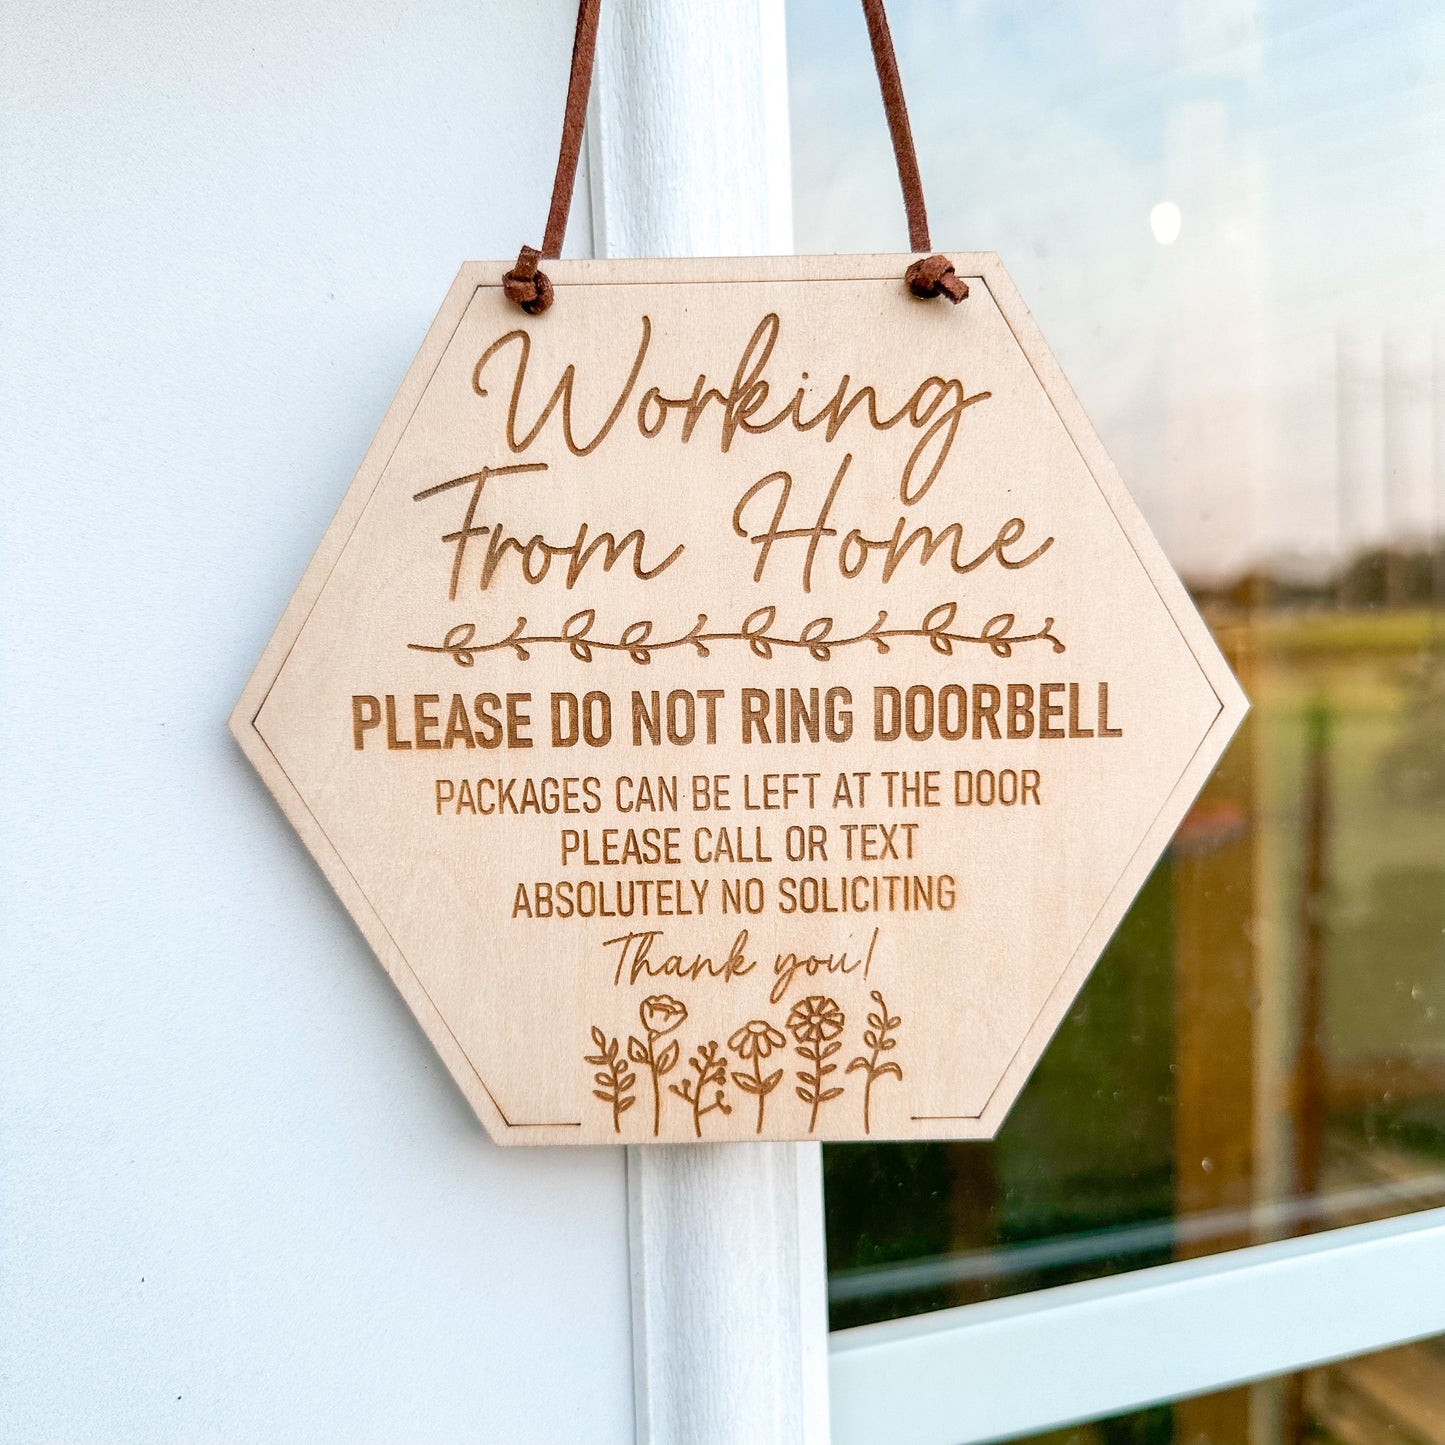 Working
From Home
PLEASE DO NOT RING DOORBELL
PACKAGES CAN BE LEFT AT THE DOOR
PLEASE CALL OR TEXT
ABSOLUTELY NO SOLICITING
Thank you!